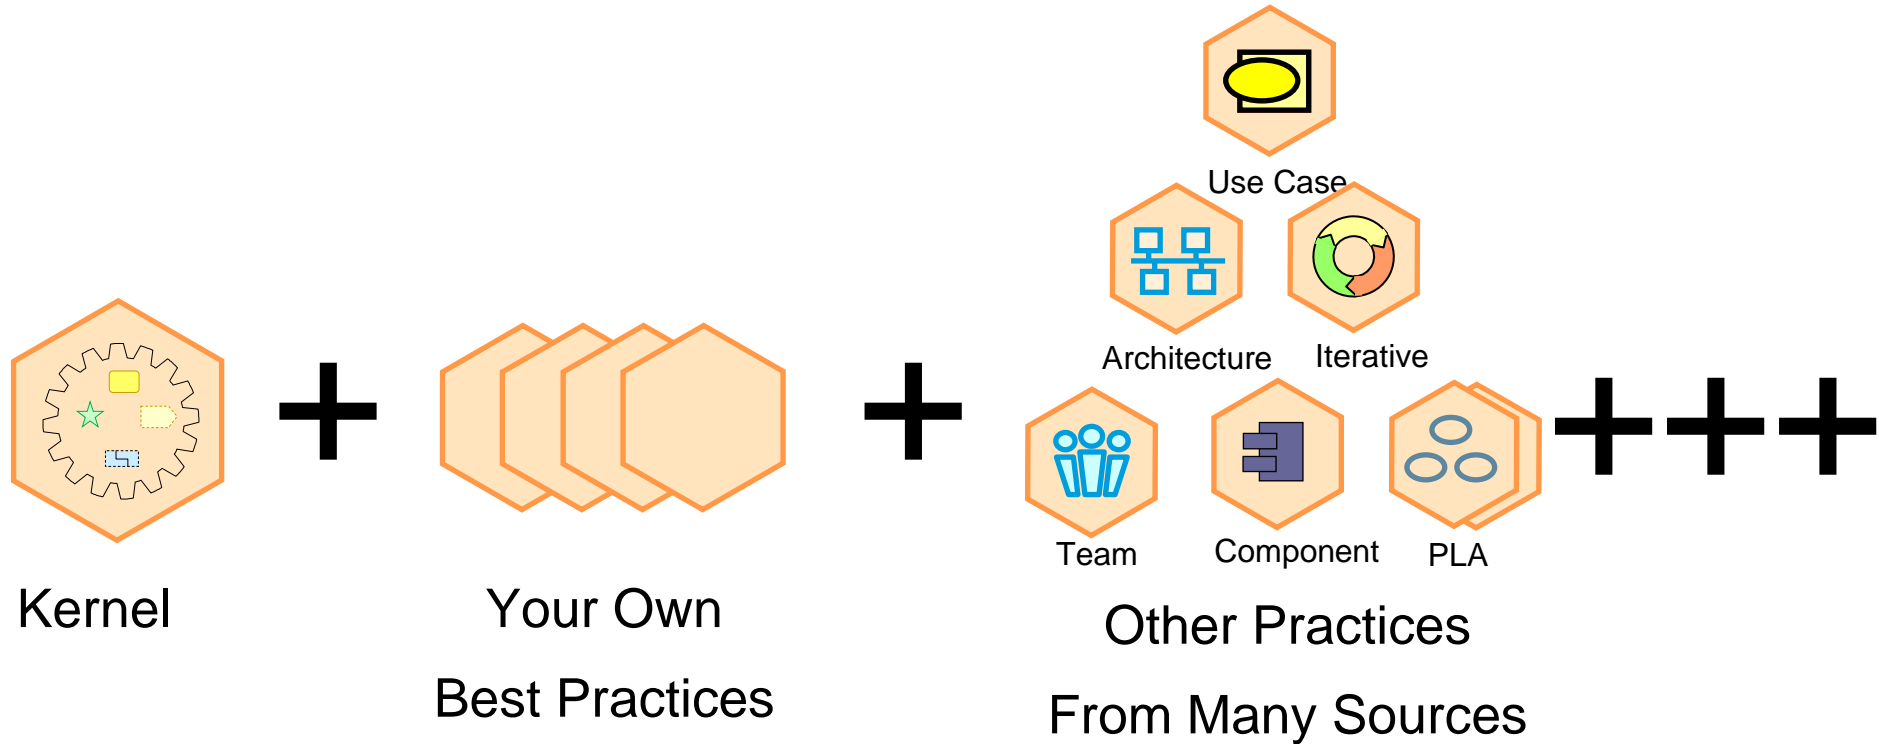 Use Case
Architecture
Iterative
Team
Component
PLA
Kernel
Your Own
Best Practices
Other Practices
From Many Sources